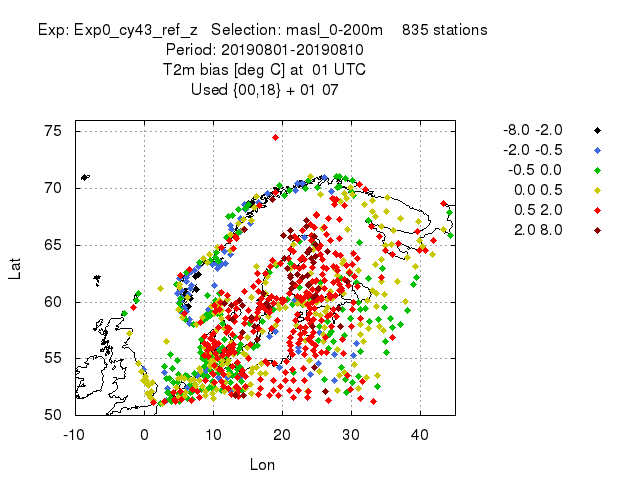 Exp: Exp0_cy43_ref_z   Selection: masl_0-200m    835 stations
Period: 20190801-20190810
T2m bias [deg C] at  01 UTC
Used {00,18} + 01 07
-8.0 -2.0
-2.0 -0.5
-0.5 0.0
0.0 0.5
0.5 2.0
2.0 8.0
75
70
65
60
55
50
Lat
-10 0 10 20 30 40
Lon